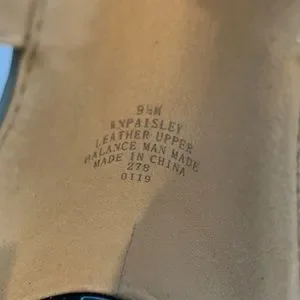 9½M
ANPAISLEY
LEATHER UPPER
BALANCE MAN MADE
MADE IN CHINA
278
0119